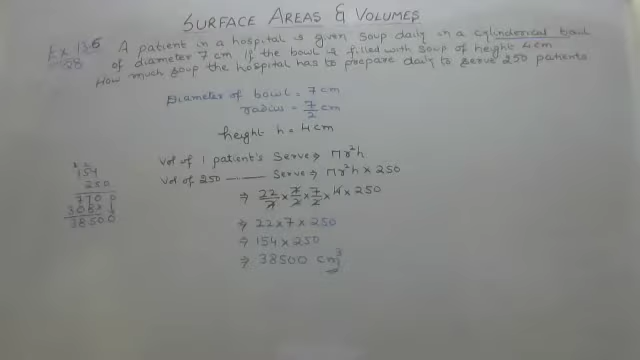 SURFACE AREAS & VOLUMES
Ex 13.6
Q8
A patient in a hospital is given soup daily in a cylinderical bowl
of diameter 7 cm. If the bowl is filled with soup of height 4 cm
How much soup the hospital has to prepare daily to serve 250 patients
Diameter of bowl = 7 cm
radius = 7/2 cm
height h = 4 cm
Vol of 1 patient's Serve ⇒ πr²h
Vol of 250 —— Serve ⇒ πr²h × 250
⇒ 22/7 × 7/2 × 7/2 × 4 × 250
⇒ 22 × 7 × 250
⇒ 154 × 250
⇒ 38500 cm³
154
250
7700
308×
38500